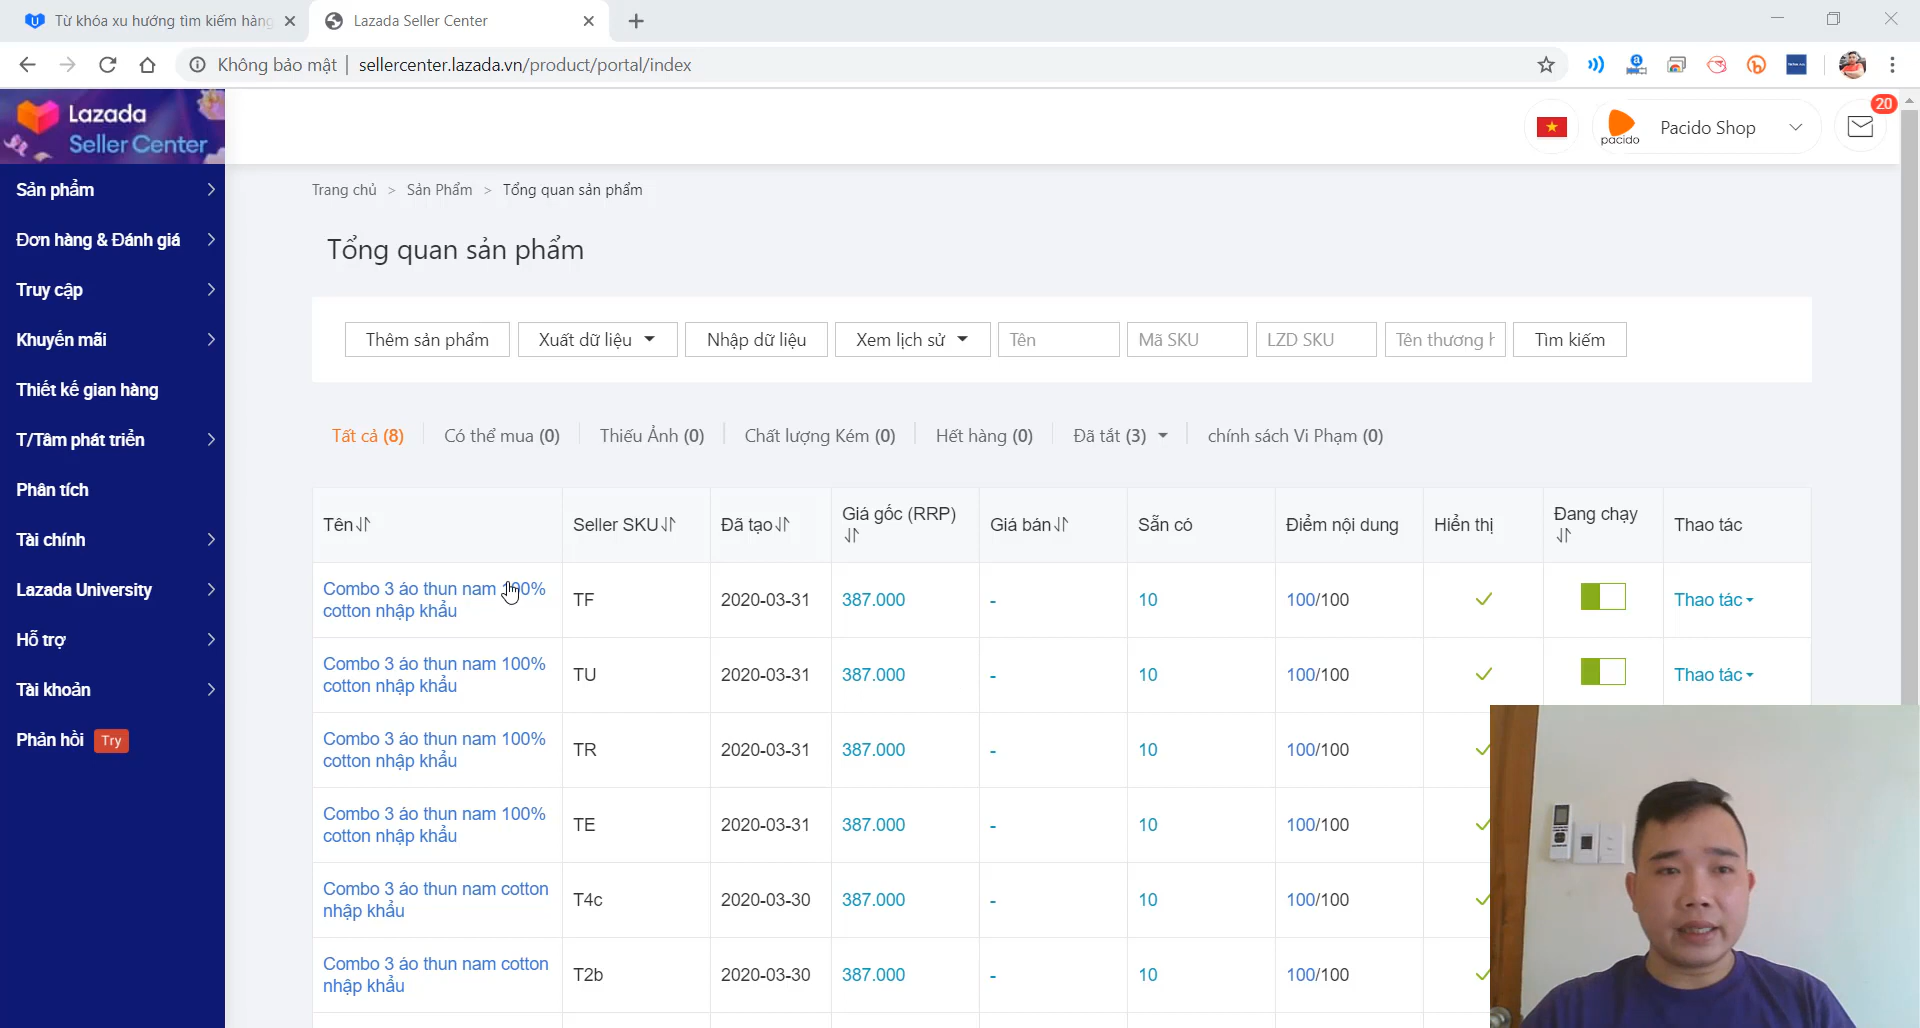 Từ khóa xu hướng tìm kiếm hàng
Lazada Seller Center
Không bảo mật
sellercenter.lazada.vn/product/portal/index
Lazada
Seller Center
Pacido Shop
pacido
20
Sản phẩm
Đơn hàng & Đánh giá
Truy cập
Khuyến mãi
Thiết kế gian hàng
T/Tâm phát triển
Phân tích
Tài chính
Lazada University
Hỗ trợ
Tài khoản
Phản hồi Try
Trang chủ > Sản Phẩm > Tổng quan sản phẩm
Tổng quan sản phẩm
Thêm sản phẩm Xuất dữ liệu Nhập dữ liệu Xem lịch sử Tên Mã SKU LZD SKU Tên thương h Tìm kiếm
Tất cả (8) Có thể mua (0) Thiếu Ảnh (0) Chất lượng Kém (0) Hết hàng (0) Đã tắt (3) chính sách Vi Phạm (0)
Tên Seller SKU Đã tạo Giá gốc (RRP) Giá bán Sẵn có Điểm nội dung Hiển thị Đang chạy Thao tác
Combo 3 áo thun nam 100%
cotton nhập khẩu
TF 2020-03-31 387.000 - 10 100/100 Thao tác
Combo 3 áo thun nam 100%
cotton nhập khẩu
TU 2020-03-31 387.000 - 10 100/100 Thao tác
Combo 3 áo thun nam 100%
cotton nhập khẩu
TR 2020-03-31 387.000 - 10 100/100
Combo 3 áo thun nam 100%
cotton nhập khẩu
TE 2020-03-31 387.000 - 10 100/100
Combo 3 áo thun nam cotton
nhập khẩu
T4c 2020-03-30 387.000 - 10 100/100
Combo 3 áo thun nam cotton
nhập khẩu
T2b 2020-03-30 387.000 - 10 100/100